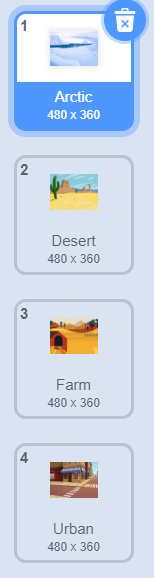 1
Arctic
480 x 360
2
Desert
480 x 360
3
Farm
480 x 360
4
Urban
480 x 360